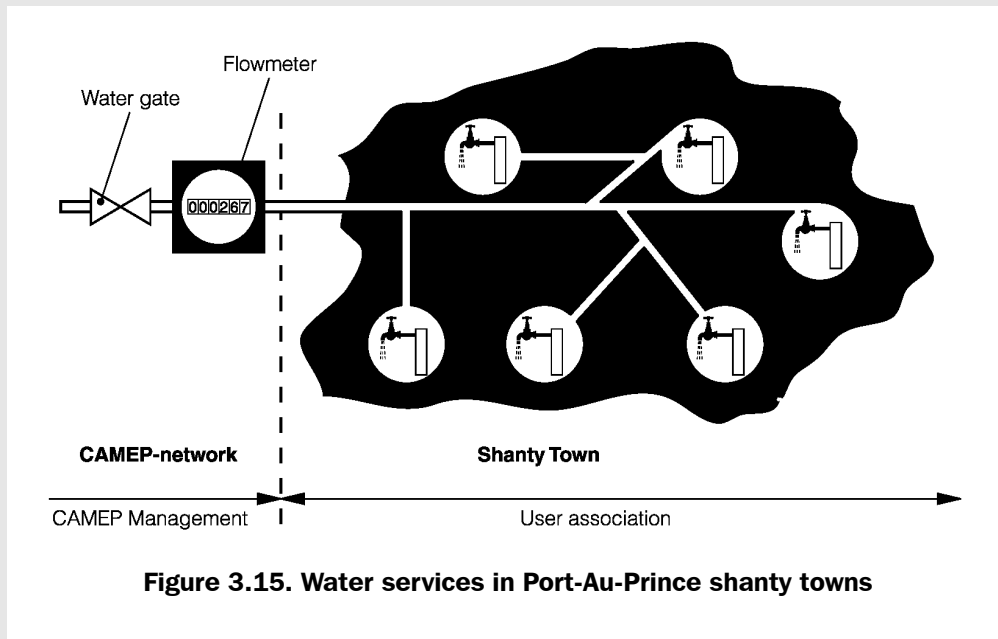 Flowmeter
Water gate
000267
CAMEP-network
Shanty Town
CAMEP Management
User association
Figure 3.15. Water services in Port-Au-Prince shanty towns